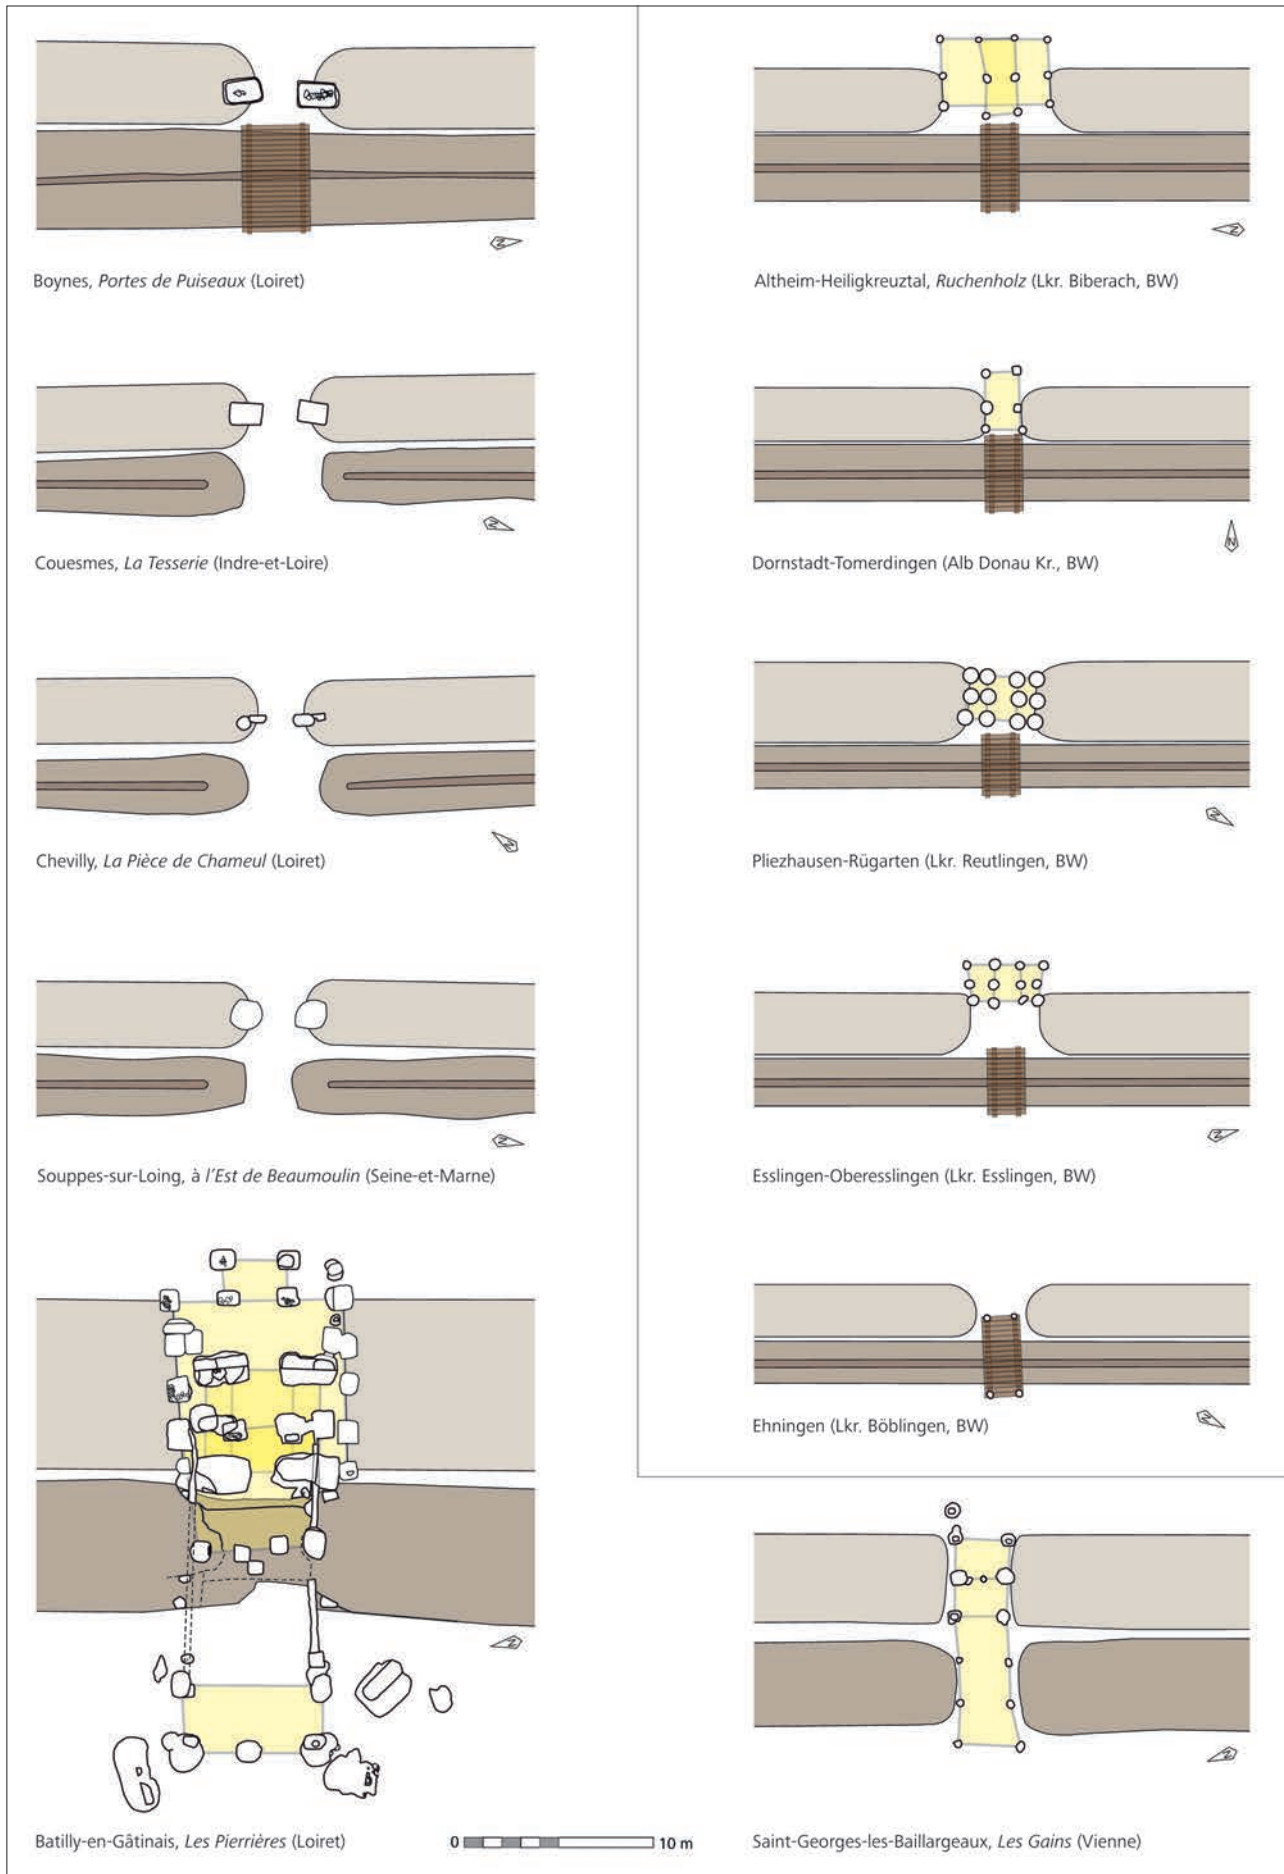 Boynes, Portes de Puiseaux (Loiret)
Couesmes, La Tesserie (Indre-et-Loire)
Chevilly, La Pièce de Chameul (Loiret)
Souppes-sur-Loing, à l'Est de Beaumoulin (Seine-et-Marne)
Batilly-en-Gâtinais, Les Pierrières (Loiret)
0 10 m
Altheim-Heiligkreuztal, Ruchenholz (Lkr. Biberach, BW)
N
Dornstadt-Tomerdingen (Alb Donau Kr., BW)
Pliezhausen-Rügarten (Lkr. Reutlingen, BW)
Esslingen-Oberesslingen (Lkr. Esslingen, BW)
Ehningen (Lkr. Böblingen, BW)
Saint-Georges-les-Baillargeaux, Les Gains (Vienne)